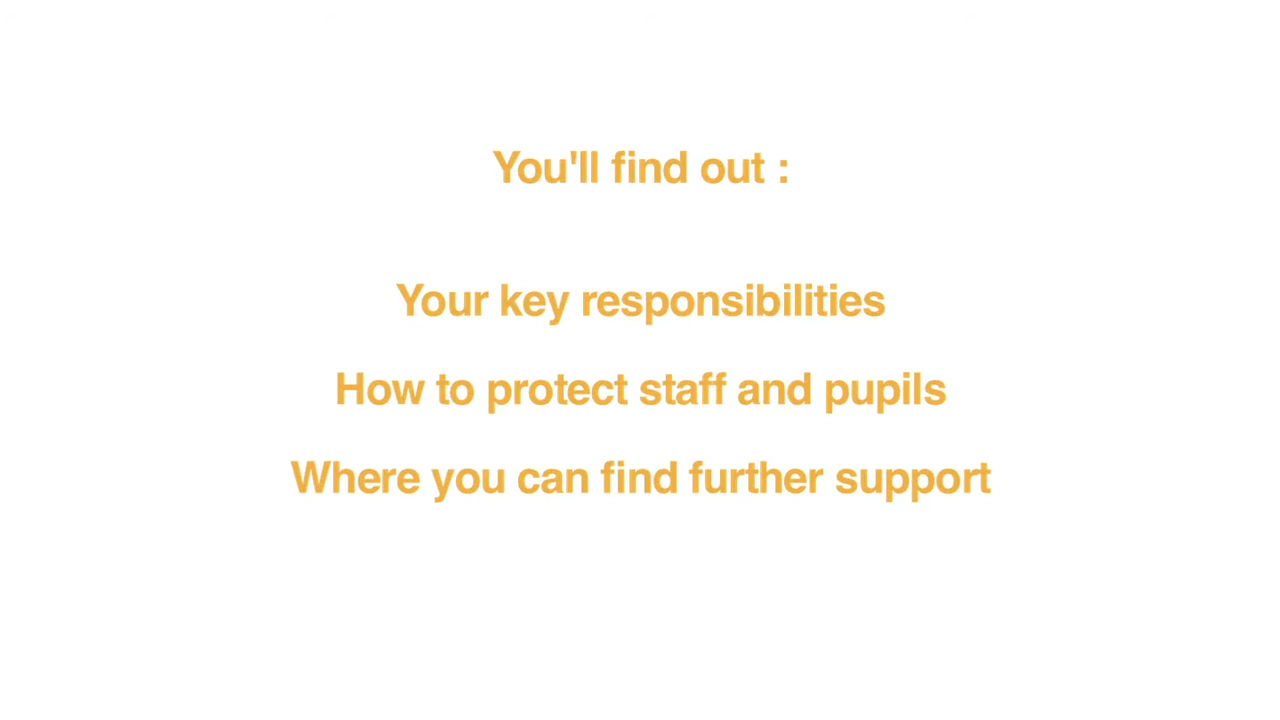 You'll find out :
Your key responsibilities
How to protect staff and pupils
Where you can find further support